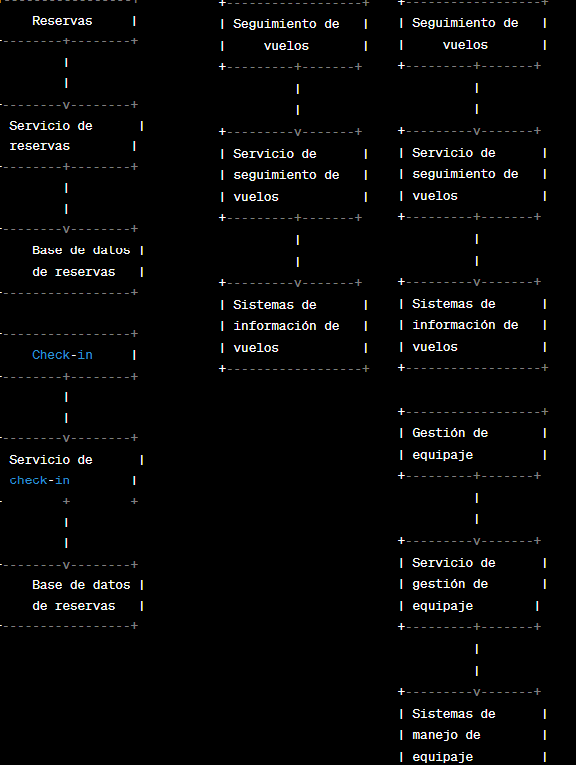 Reservas
Servicio de
reservas
Base de datos
de reservas
Check-in
Servicio de
check-in
Base de datos
de reservas
Seguimiento de
vuelos
Servicio de
seguimiento de
vuelos
Sistemas de
información de
vuelos
Seguimiento de
vuelos
Servicio de
seguimiento de
vuelos
Sistemas de
información de
vuelos
Gestión de
equipaje
Servicio de
gestión de
equipaje
Sistemas de
manejo de
equipaje